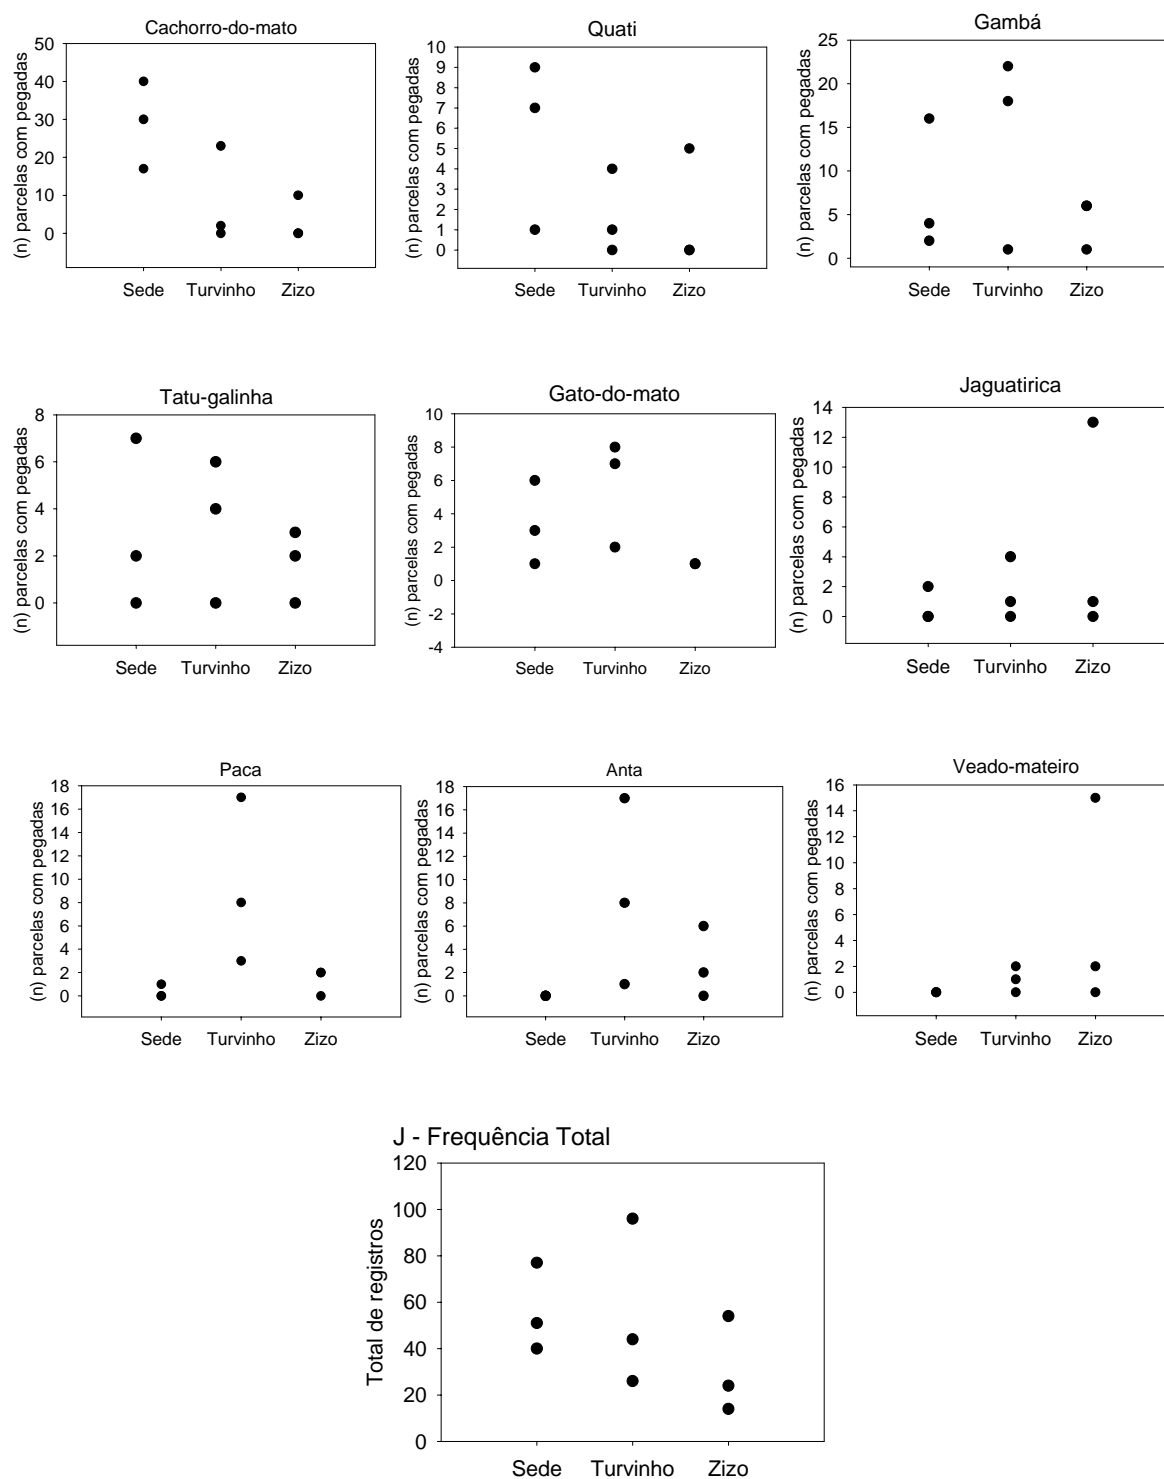 Cachorro-do-mato
(n) parcelas com pegadas
50
40
30
20
10
0
Sede Turvinho Zizo
Quati
(n) parcelas com pegadas
10
9
8
7
6
5
4
3
2
1
0
Sede Turvinho Zizo
Gambá
(n) parcelas com pegadas
25
20
15
10
5
0
Sede Turvinho Zizo
Tatu-galinha
(n) parcelas com pegadas
8
6
4
2
0
Sede Turvinho Zizo
Gato-do-mato
(n) parcelas com pegadas
10
8
6
4
2
0
-2
-4
Sede Turvinho Zizo
Jaguatirica
(n) parcelas com pegadas
14
12
10
8
6
4
2
0
Sede Turvinho Zizo
Paca
(n) parcelas com pegadas
18
16
14
12
10
8
6
4
2
0
Sede Turvinho Zizo
Anta
(n) parcelas com pegadas
18
16
14
12
10
8
6
4
2
0
Sede Turvinho Zizo
Veado-mateiro
(n) parcelas com pegadas
16
14
12
10
8
6
4
2
0
Sede Turvinho Zizo
J - Frequência Total
Total de registros
120
100
80
60
40
20
0
Sede Turvinho Zizo